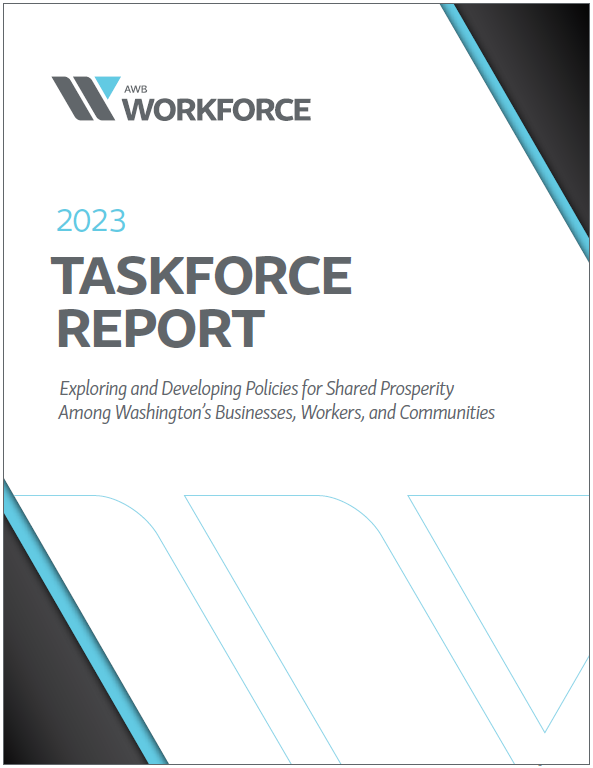 AWB
WORKFORCE
2023
TASKFORCE
REPORT
Exploring and Developing Policies for Shared Prosperity
Among Washington’s Businesses, Workers, and Communities